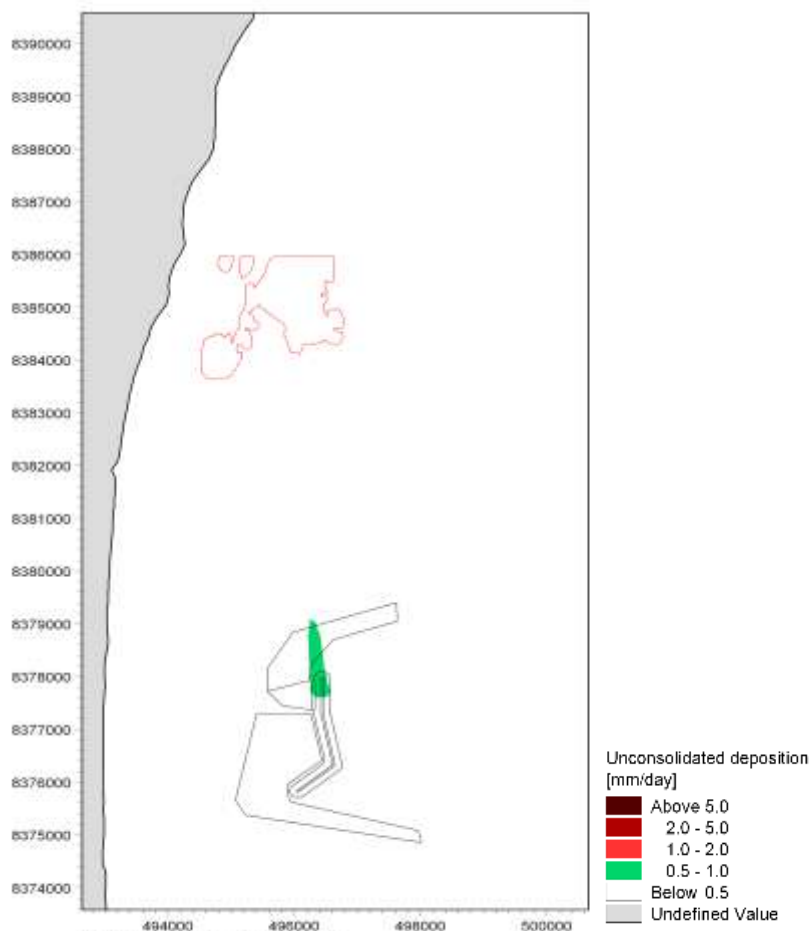 8390000
8389000
8388000
8387000
8386000
8385000
8384000
8383000
8382000
8381000
8380000
8379000
8378000
8377000
8376000
8375000
8374000
494000 496000 498000 500000
Unconsolidated deposition
[mm/day]
Above 5.0
2.0 - 5.0
1.0 - 2.0
0.5 - 1.0
Below 0.5
Undefined Value